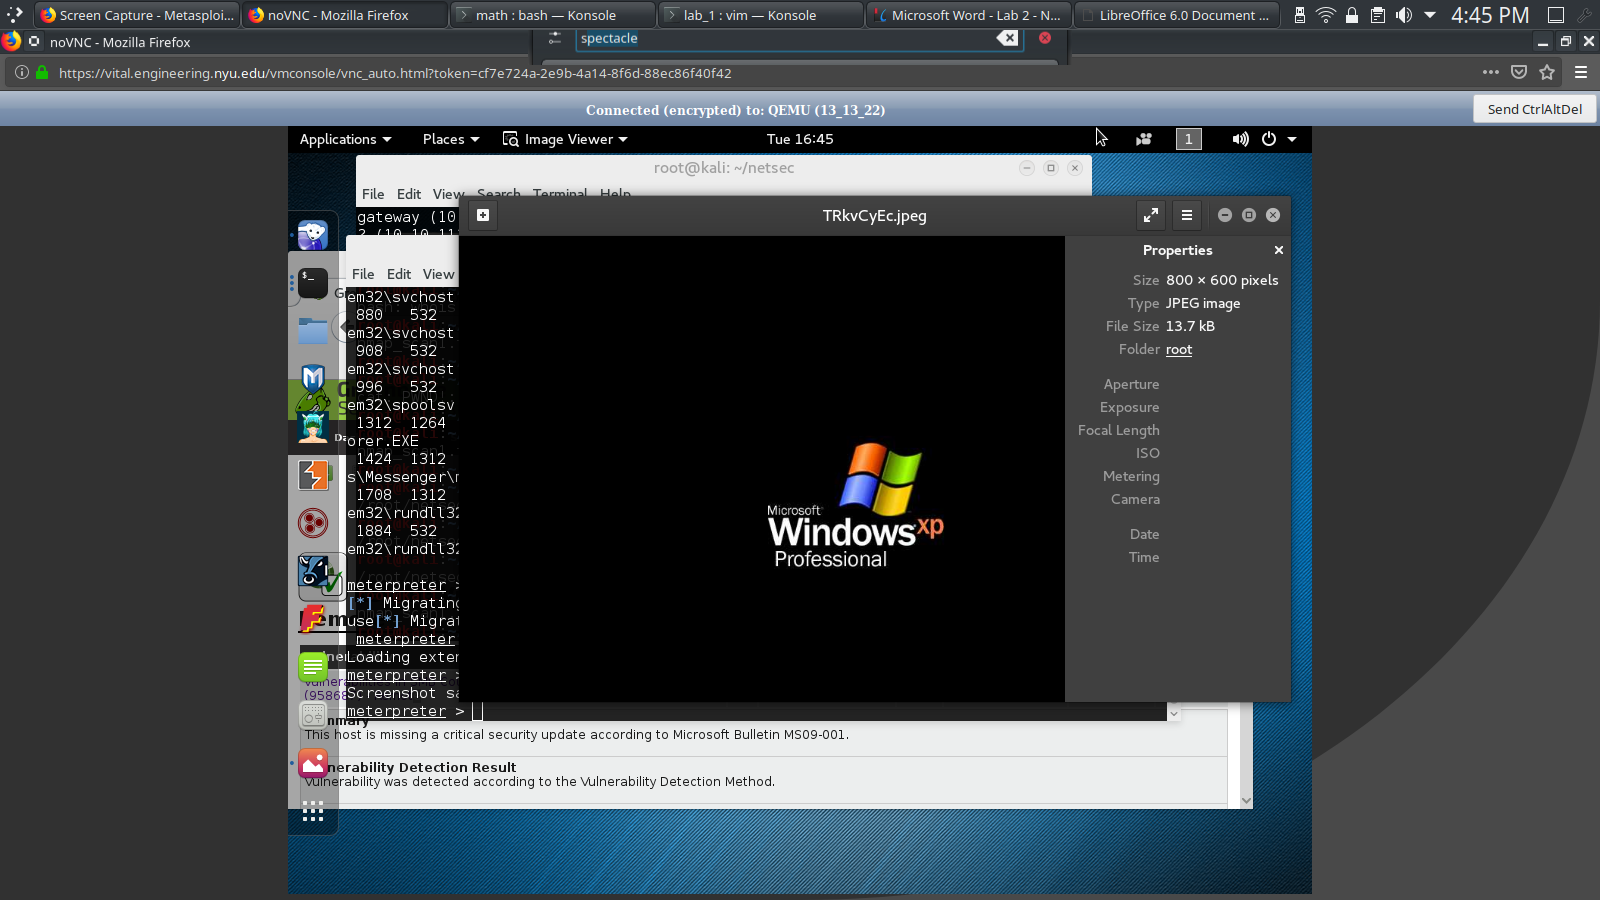 Screen Capture - Metasploi...
noVNC - Mozilla Firefox
math : bash — Konsole
lab_1 : vim — Konsole
Microsoft Word - Lab 2 - N...
LibreOffice 6.0 Document ...
4:45 PM
noVNC - Mozilla Firefox
spectacle
https://vital.engineering.nyu.edu/vmconsole/vnc_auto.html?token=cf7e724a-2e9b-4a14-8f6d-88ec86f40f42
Connected (encrypted) to: QEMU (13_13_22)
Send CtrlAltDel
Applications
Places
Image Viewer
Tue 16:45
1
root@kali: ~/netsec
File Edit View Search Terminal Help
gateway (10
TRkvCyEc.jpeg
File Edit View
em32\svchost
880 532
em32\svchost
908 532
em32\svchost
996 532
em32\spoolsv
1312 1264
orer.EXE
1424 1312
s\Messenger\
1708 1312
em32\rundll32
1884 532
em32\rundll32
meterpreter >
[*] Migrating
use[*] Migrat
meterpreter
Loading exter
meterpreter >
Screenshot sa
meterpreter >
Microsoft
Windows xp
Professional
Properties
Size 800 × 600 pixels
Type JPEG image
File Size 13.7 kB
Folder root
Aperture
Exposure
Focal Length
ISO
Metering
Camera
Date
Time
(95868
mmary
This host is missing a critical security update according to Microsoft Bulletin MS09-001.
nerability Detection Result
Vulnerability was detected according to the Vulnerability Detection Method.